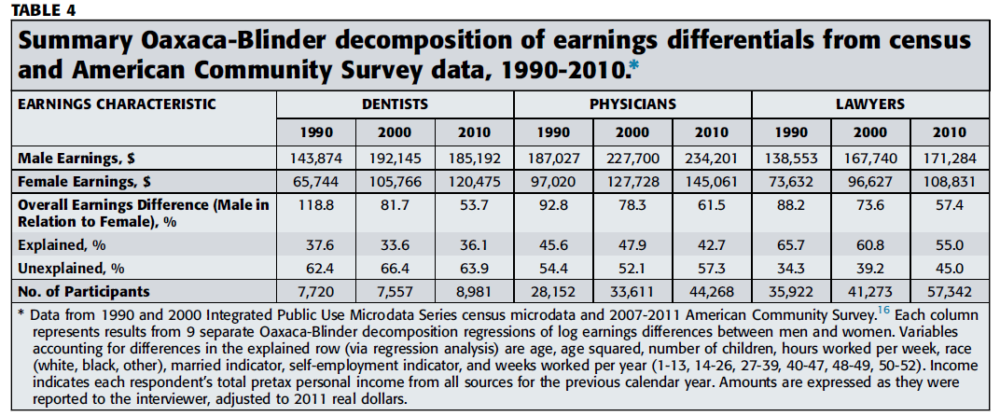 TABLE 4
Summary Oaxaca-Blinder decomposition of earnings differentials from census
and American Community Survey data, 1990-2010.*
EARNINGS CHARACTERISTIC DENTISTS PHYSICIANS LAWYERS
1990 2000 2010 1990 2000 2010 1990 2000 2010
Male Earnings, $ 143,874 192,145 185,192 187,027 227,700 234,201 138,553 167,740 171,284
Female Earnings, $ 65,744 105,766 120,475 97,020 127,728 145,061 73,632 96,627 108,831
Overall Earnings Difference (Male in 118.8 81.7 53.7 92.8 78.3 61.5 88.2 73.6 57.4
Relation to Female), %
Explained, % 37.6 33.6 36.1 45.6 47.9 42.7 65.7 60.8 55.0
Unexplained, % 62.4 66.4 63.9 54.4 52.1 57.3 34.3 39.2 45.0
No. of Participants 7,720 7,557 8,981 28,152 33,611 44,268 35,922 41,273 57,342
* Data from 1990 and 2000 Integrated Public Use Microdata Series census microdata and 2007-2011 American Community Survey.16 Each column
represents results from 9 separate Oaxaca-Blinder decomposition regressions of log earnings differences between men and women. Variables
accounting for differences in the explained row (via regression analysis) are age, age squared, number of children, hours worked per week, race
(white, black, other), married indicator, self-employment indicator, and weeks worked per year (1-13, 14-26, 27-39, 40-47, 48-49, 50-52). Income
indicates each respondent's total pretax personal income from all sources for the previous calendar year. Amounts are expressed as they were
reported to the interviewer, adjusted to 2011 real dollars.